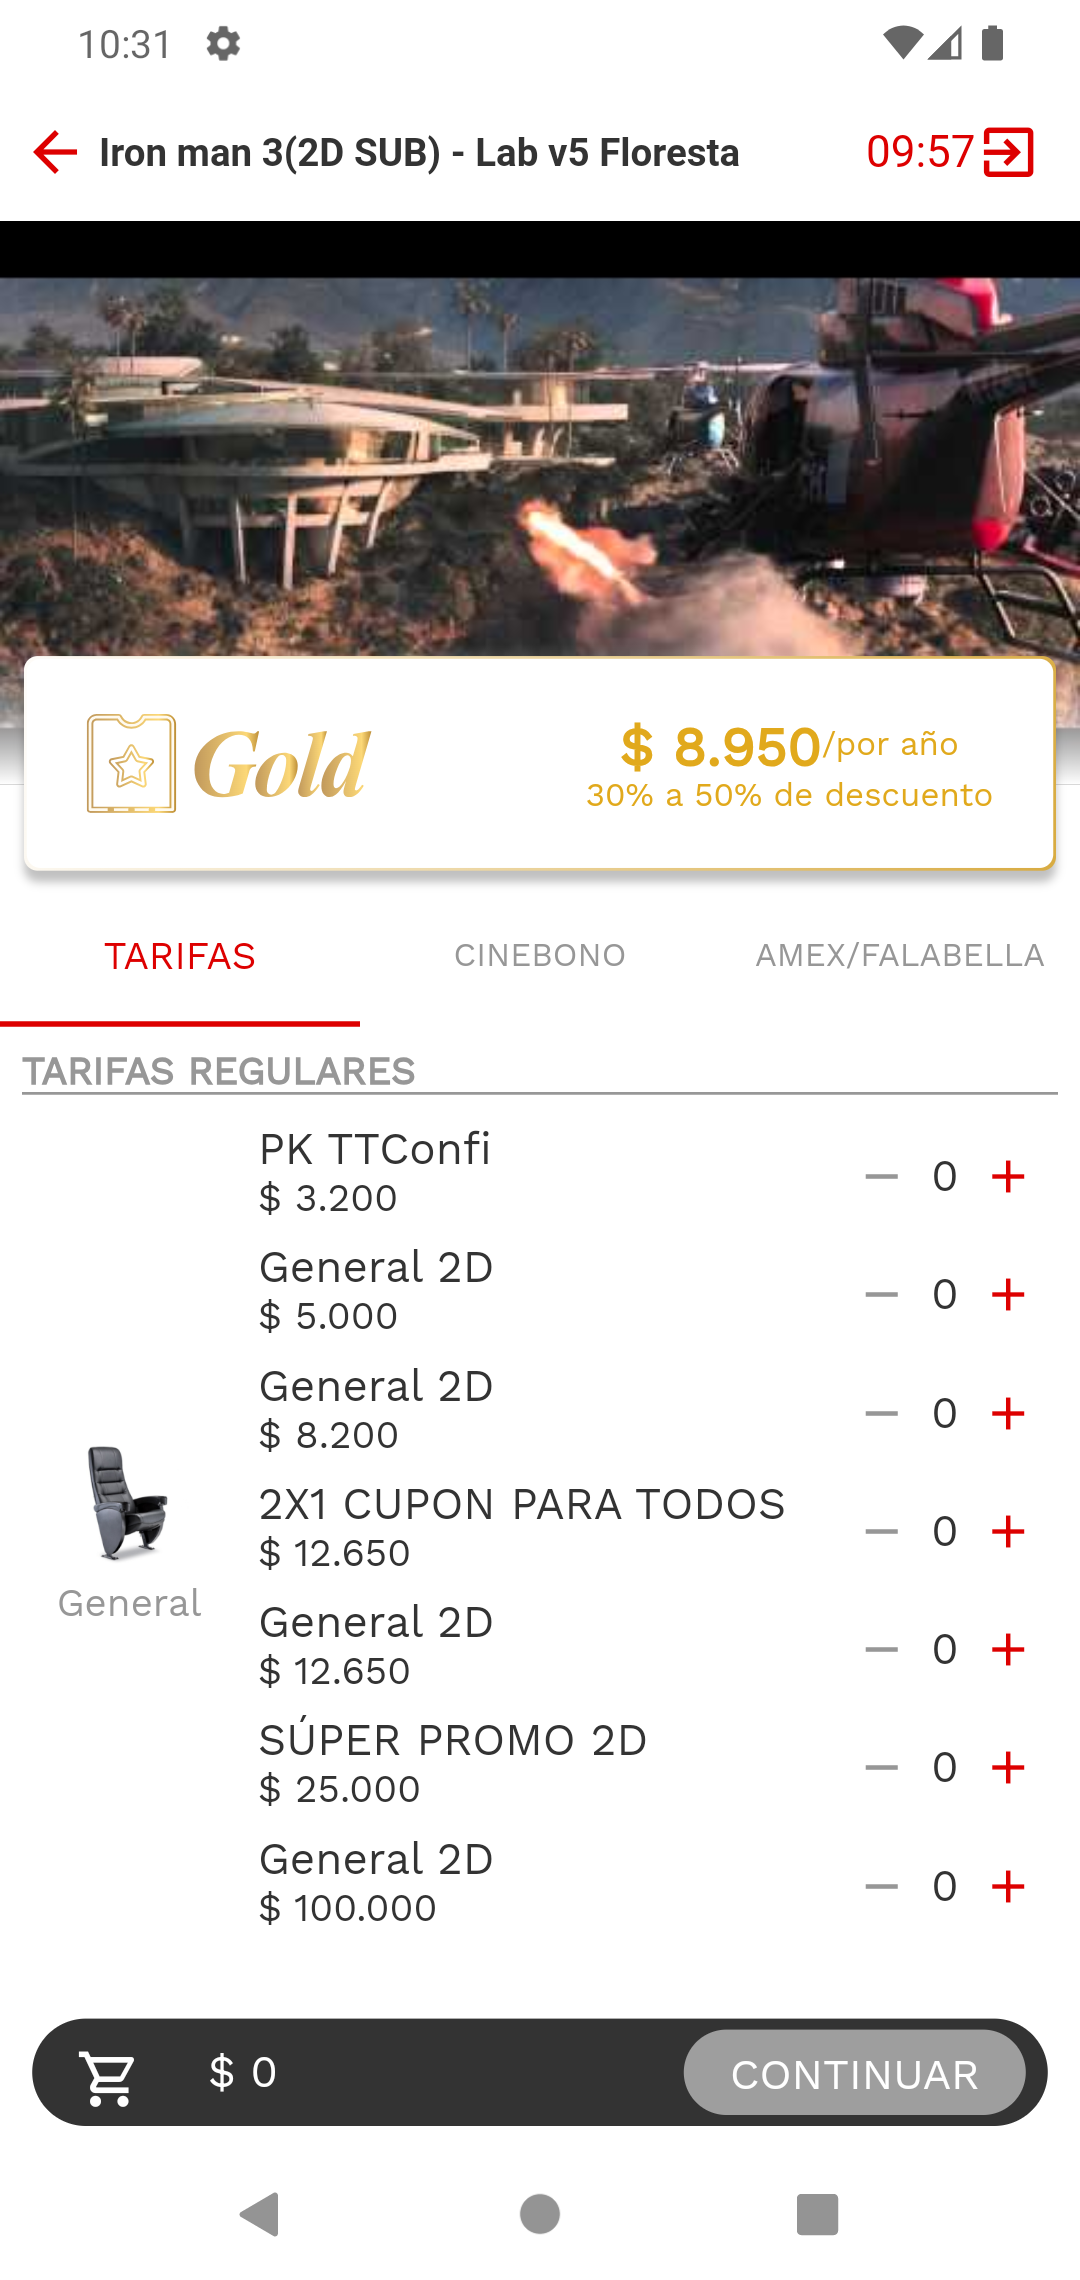 10:31
Iron man 3(2D SUB) - Lab v5 Floresta
09:57
Gold
$ 8.950/por año
30% a 50% de descuento
TARIFAS
CINEBONO
AMEX/FALABELLA
TARIFAS REGULARES
PK TTConfi
$ 3.200
0
General 2D
$ 5.000
0
General 2D
$ 8.200
0
2X1 CUPON PARA TODOS
$ 12.650
0
General
General 2D
$ 12.650
0
SÚPER PROMO 2D
$ 25.000
0
General 2D
$ 100.000
0
$ 0
CONTINUAR